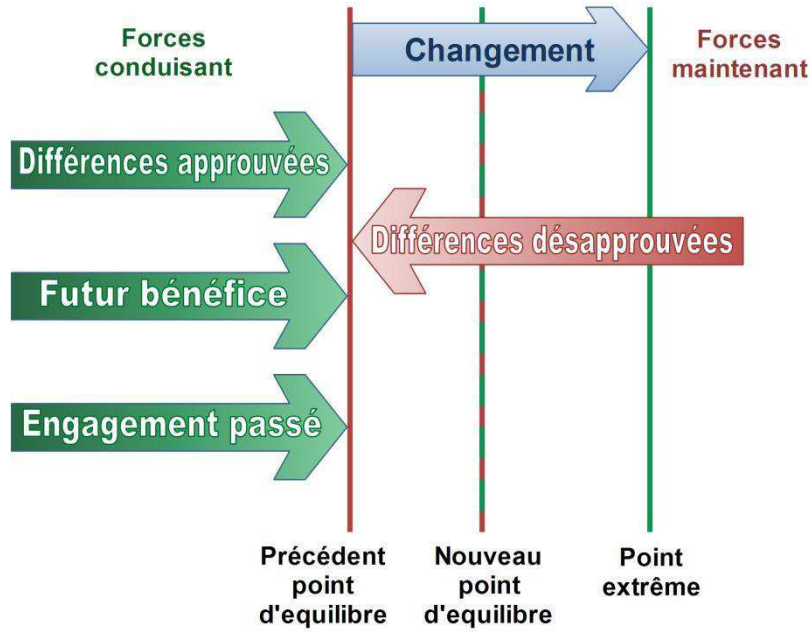 Forces
conduisant
Changement
Forces
maintenant
Différences approuvées
Différences désapprouvées
Futur bénéfice
Engagement passé
Précédent
point
d'equilibre
Nouveau
point
d'equilibre
Point
extrême